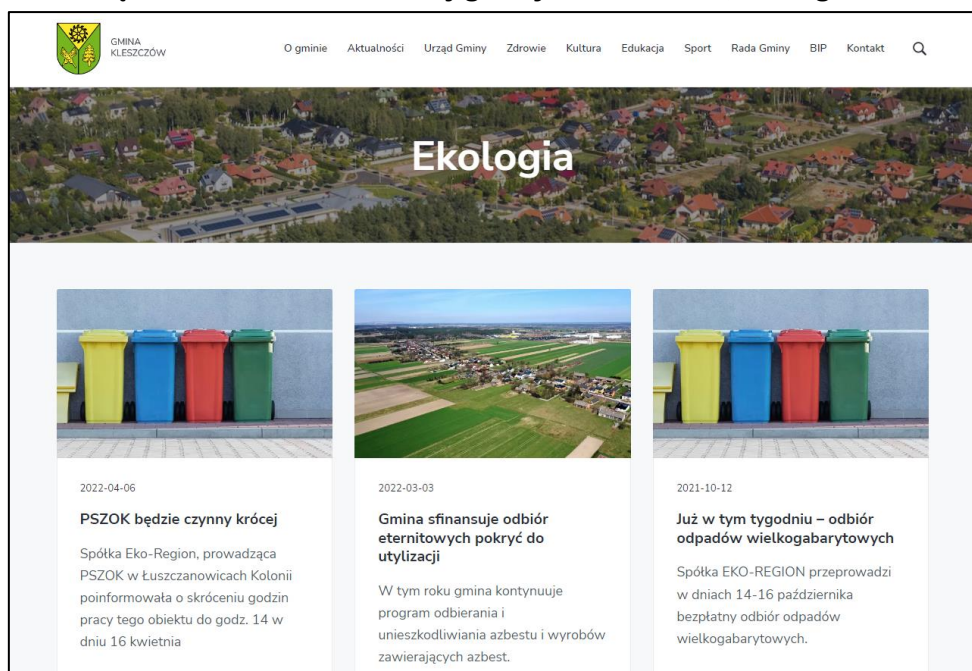 GMINA
KLESZCZÓW
O gminie Aktualności Urząd Gminy Zdrowie Kultura Edukacja Sport Rada Gminy BIP Kontakt
Ekologia
2022-04-06
PSZOK będzie czynny krócej
Spółka Eko-Region, prowadząca
PSZOK w Łuszczanowicach Kolonii
poinformowała o skróceniu godzin
pracy tego obiektu do godz. 14 w
dniu 16 kwietnia
2022-03-03
Gmina sfinansuje odbiór
eternitowych pokryć do
utylizacji
W tym roku gmina kontynuuje
program odbierania i
unieszkodliwiania azbestu i wyrobów
zawierających azbest.
2021-10-12
Już w tym tygodniu – odbiór
odpadów wielkogabarytowych
Spółka EKO-REGION przeprowadzi
w dniach 14-16 października
bezpłatny odbiór odpadów
wielkogabarytowych.